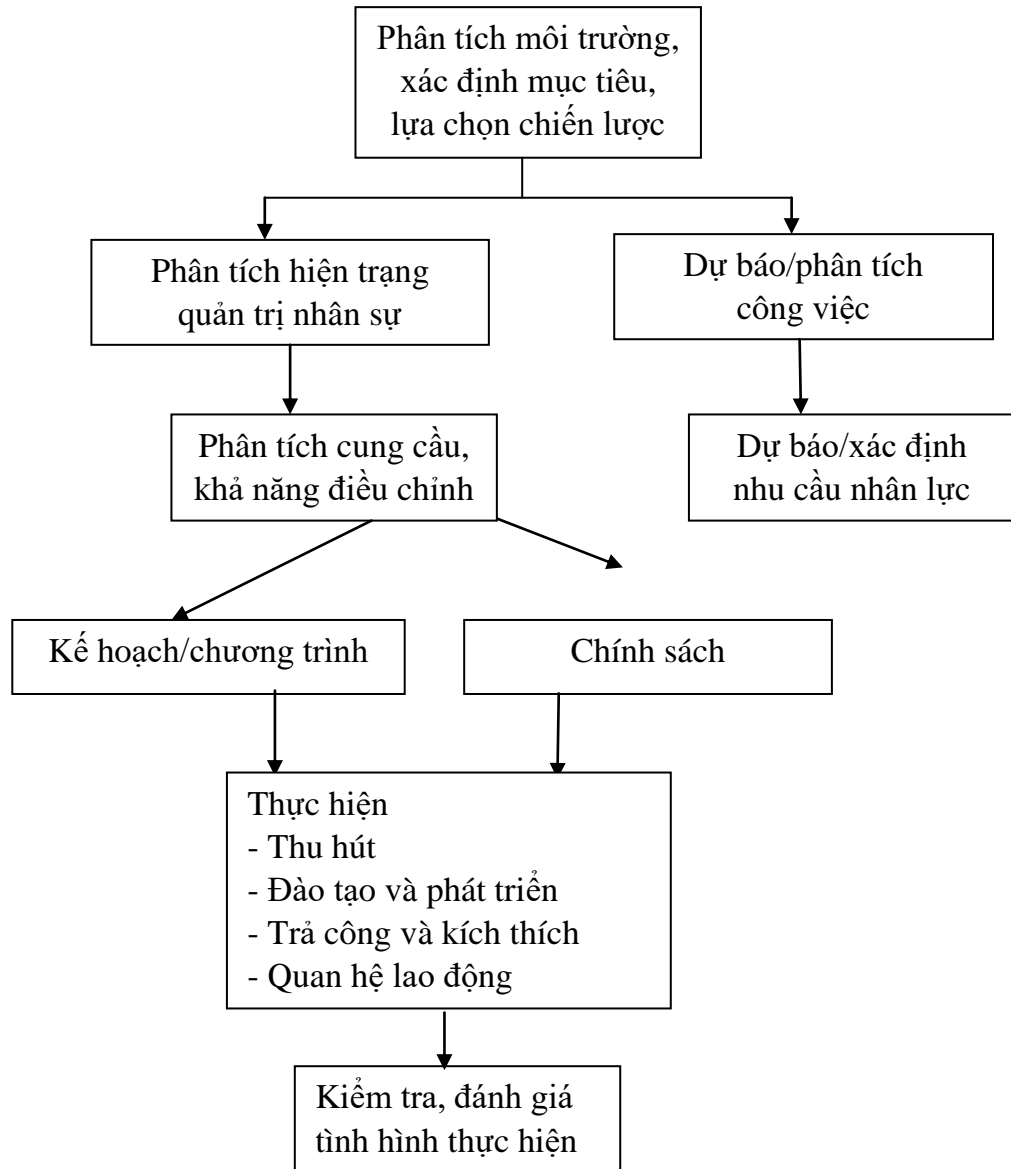 Phân tích môi trường,
xác định mục tiêu,
lựa chọn chiến lược
Phân tích hiện trạng
quản trị nhân sự
Dự báo/phân tích
công việc
Phân tích cung cầu,
khả năng điều chỉnh
Dự báo/xác định
nhu cầu nhân lực
Kế hoạch/chương trình
Chính sách
Thực hiện
- Thu hút
- Đào tạo và phát triển
- Trả công và kích thích
- Quan hệ lao động
Kiểm tra, đánh giá
tình hình thực hiện